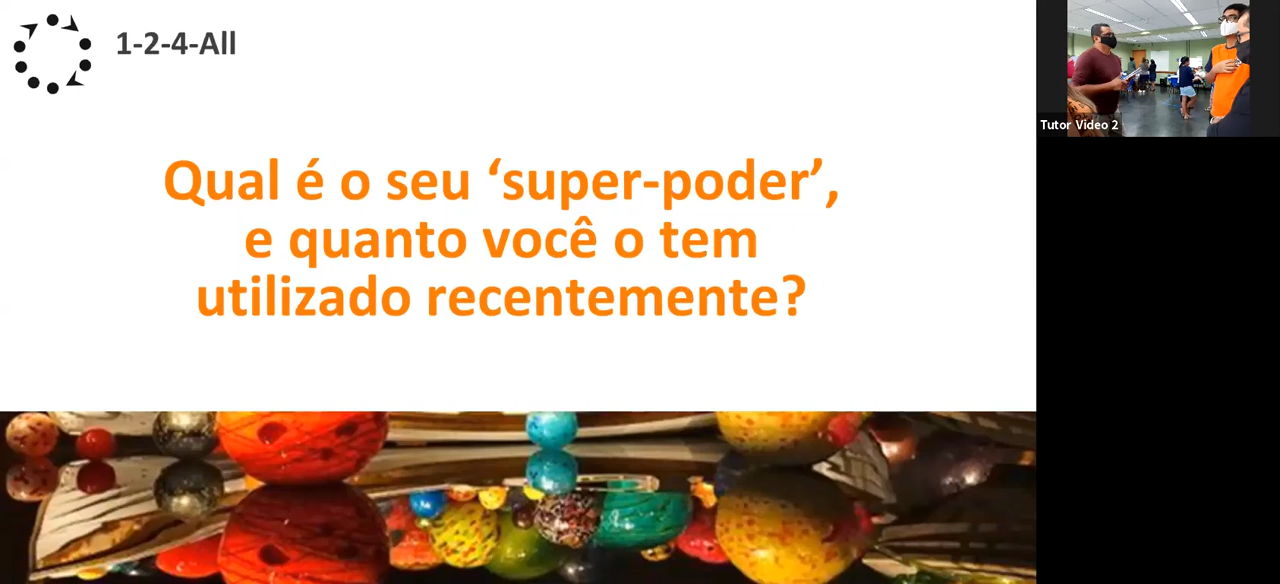 1-2-4-All
Tutor Video 2
Qual é o seu ‘super-poder’,
e quanto você o tem
utilizado recentemente?